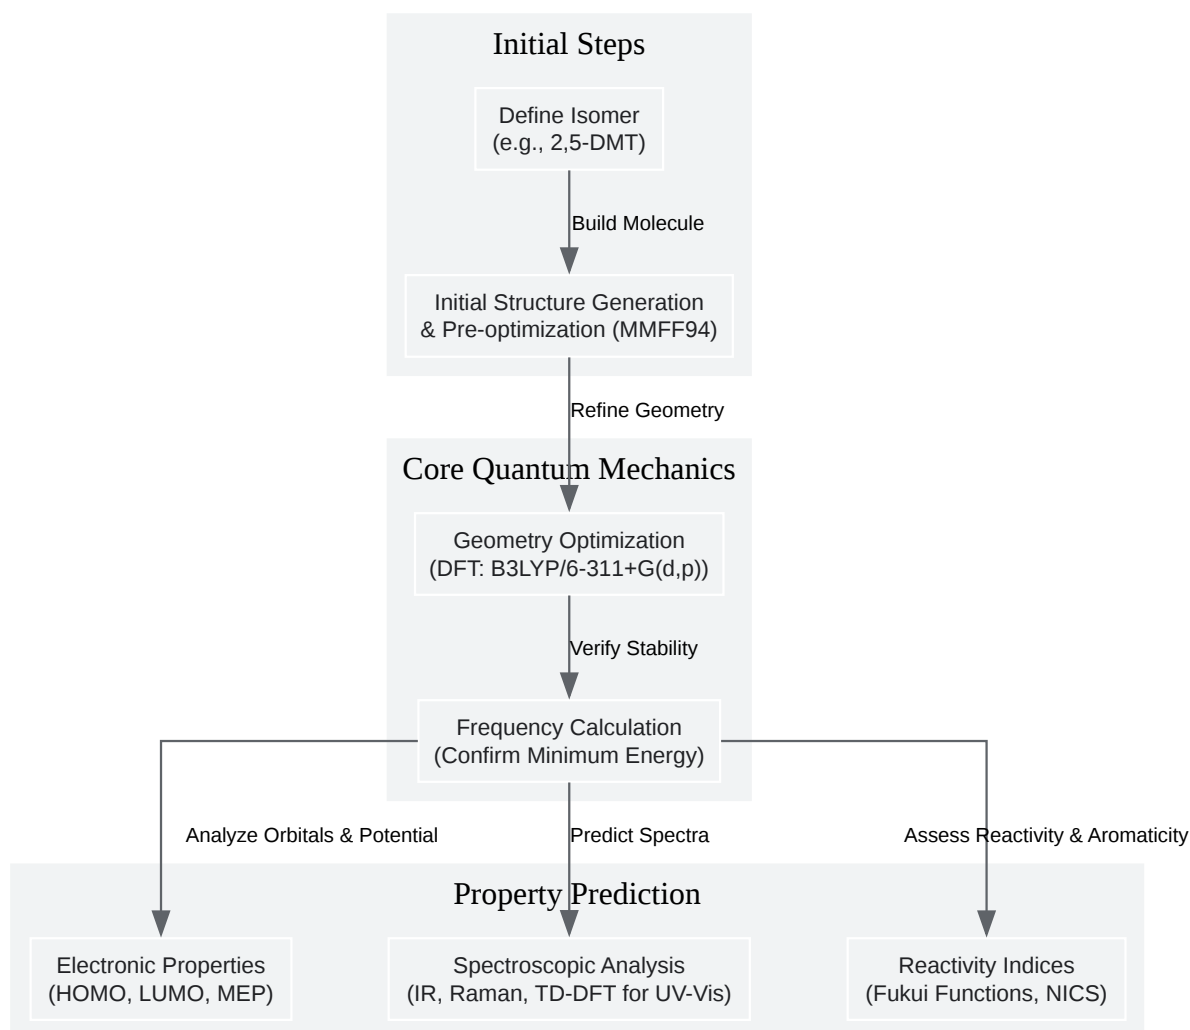 Initial Steps
Define Isomer
(e.g., 2,5-DMT)
Build Molecule
Initial Structure Generation
& Pre-optimization (MMFF94)
Refine Geometry
Core Quantum Mechanics
Geometry Optimization
(DFT: B3LYP/6-311+G(d,p))
Verify Stability
Frequency Calculation
(Confirm Minimum Energy)
Analyze Orbitals & Potential
Predict Spectra
Assess Reactivity & Aromaticity
Property Prediction
Electronic Properties
(HOMO, LUMO, MEP)
Spectroscopic Analysis
(IR, Raman, TD-DFT for UV-Vis)
Reactivity Indices
(Fukui Functions, NICS)